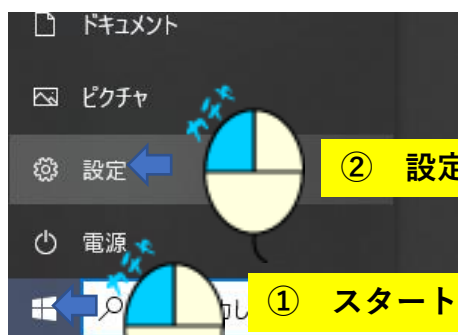 ドキュメント
ピクチャ
設定
② 設定
電源
① スタート